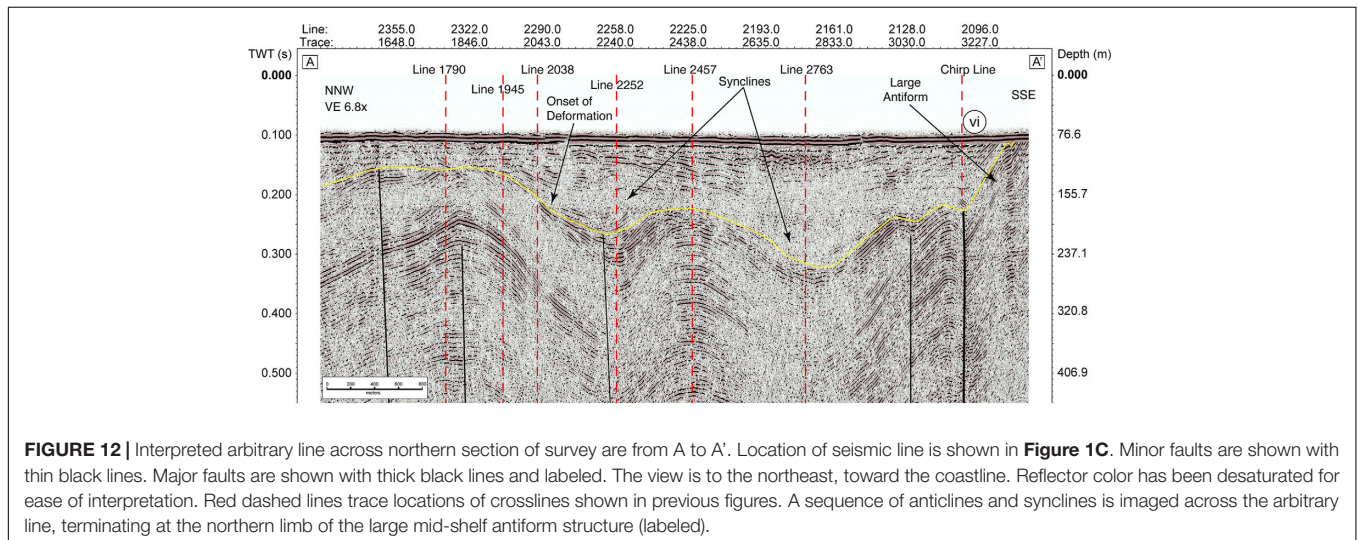 Line: 2355.0 2322.0 2290.0 2258.0 2225.0 2193.0 2161.0 2128.0 2096.0
Trace: 1648.0 1846.0 2043.0 2240.0 2438.0 2635.0 2833.0 3030.0 3227.0
TWT (s) A A' Depth (m)
0.000 Line 1790 Line 2038 Line 2457 Line 2763 Chirp Line 0.000
NNW Line 1945 Line 2252 Synclines Large SSE
VE 6.8x Onset of Antiform
Deformation vi
0.100 76.6
0.200 155.7
0.300 237.1
0.400 320.8
0.500 406.9
0 200 400 600 800
meters
FIGURE 12 | Interpreted arbitrary line across northern section of survey are from A to A'. Location of seismic line is shown in Figure 1C. Minor faults are shown with
thin black lines. Major faults are shown with thick black lines and labeled. The view is to the northeast, toward the coastline. Reflector color has been desaturated for
ease of interpretation. Red dashed lines trace locations of crosslines shown in previous figures. A sequence of anticlines and synclines is imaged across the arbitrary
line, terminating at the northern limb of the large mid-shelf antiform structure (labeled).